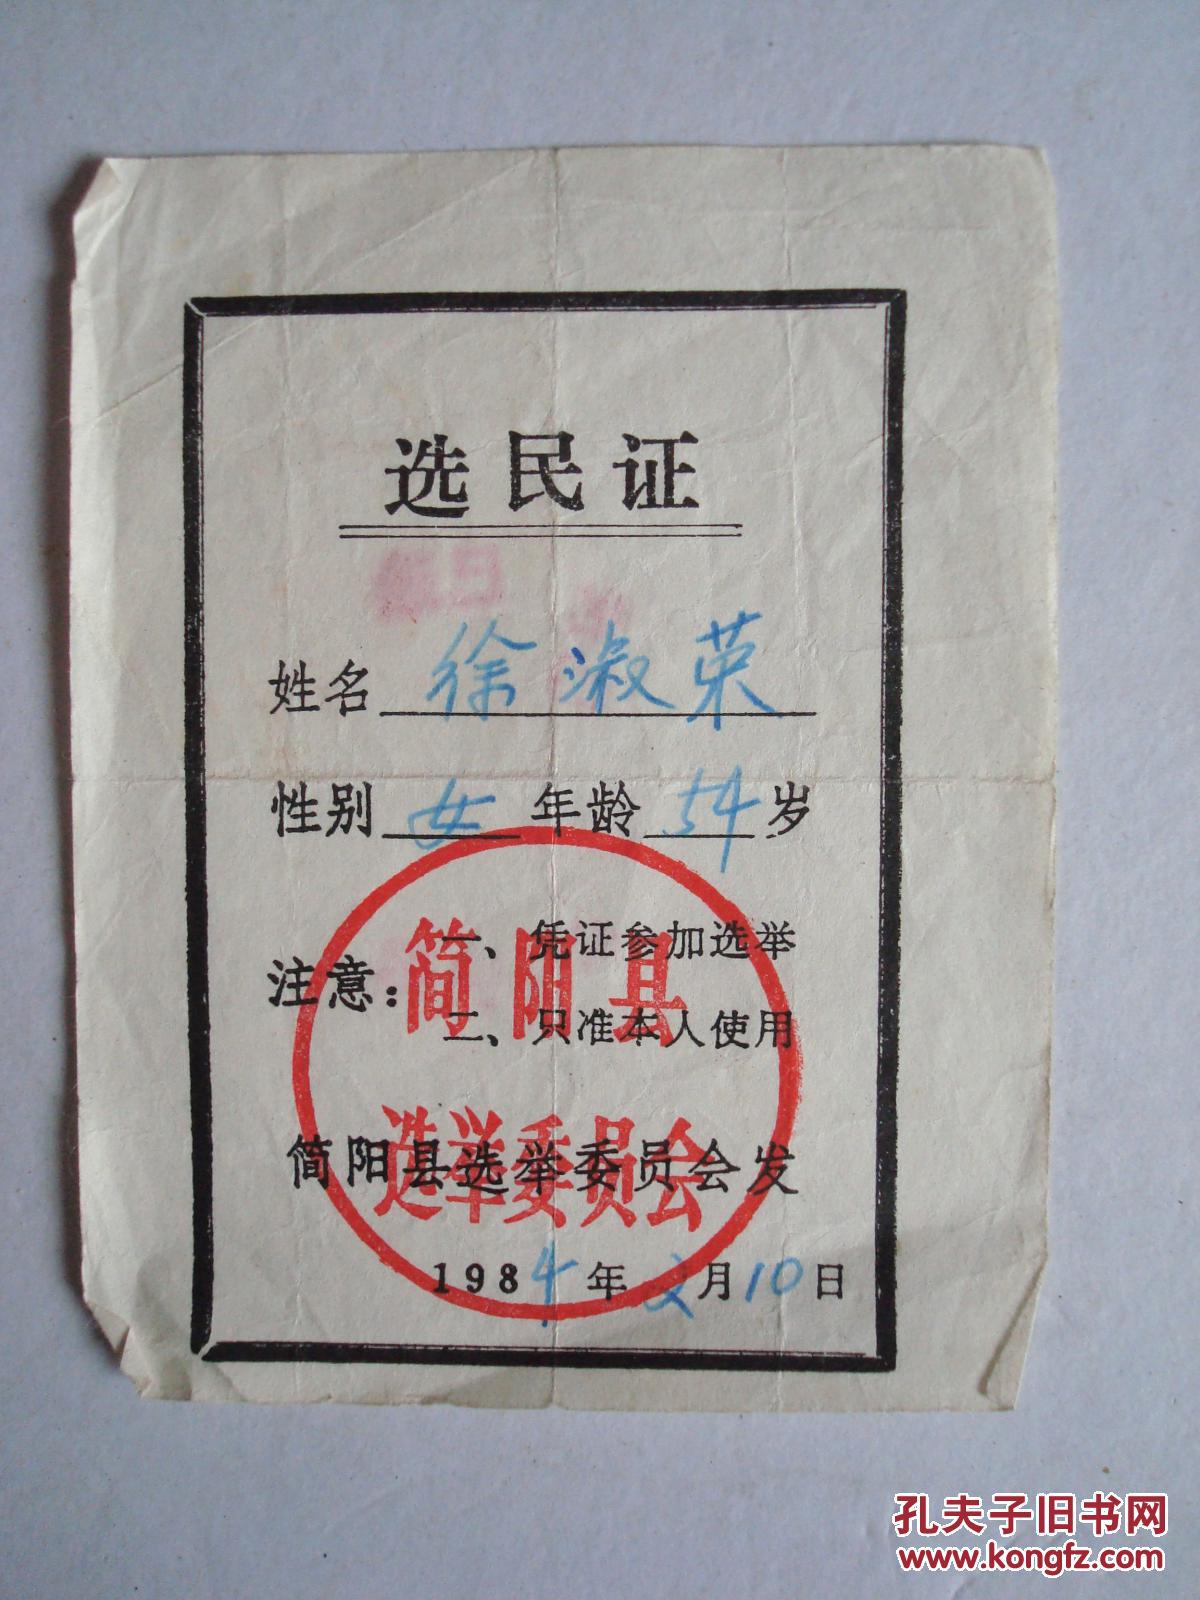 选民证
姓名 徐淑荣
性别 女 年龄 54 岁
注意：
一、凭证参加选举
二、只准本人使用
简阳县
选举委员会
简阳县选举委员会发
1984年2月10日
孔夫子旧书网
www.kongfz.com